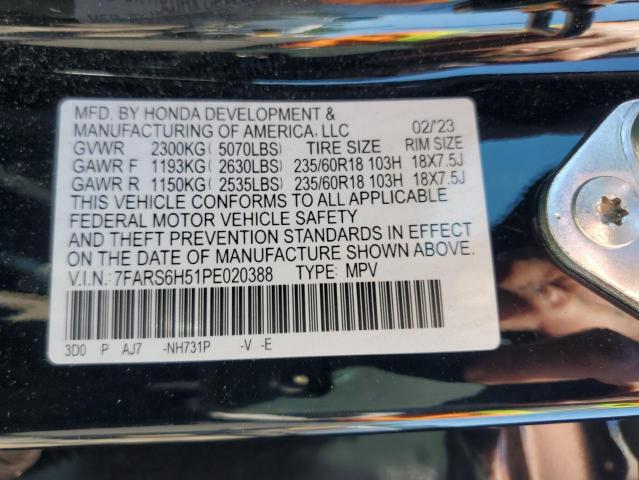 MFD. BY HONDA DEVELOPMENT &
MANUFACTURING OF AMERICA, LLC 02/'23
GVWR 2300KG ( 5070LBS) TIRE SIZE RIM SIZE
GAWR F 1193KG ( 2630LBS) 235/60R18 103H 18X7.5J
GAWR R 1150KG ( 2535LBS) 235/60R18 103H 18X7.5J
THIS VEHICLE CONFORMS TO ALL APPLICABLE
FEDERAL MOTOR VEHICLE SAFETY
AND THEFT PREVENTION STANDARDS IN EFFECT
ON THE DATE OF MANUFACTURE SHOWN ABOVE.
V.I.N.: 7FARS6H51PE020388 TYPE: MPV
3D0 P AJ7 -NH731P -V -E